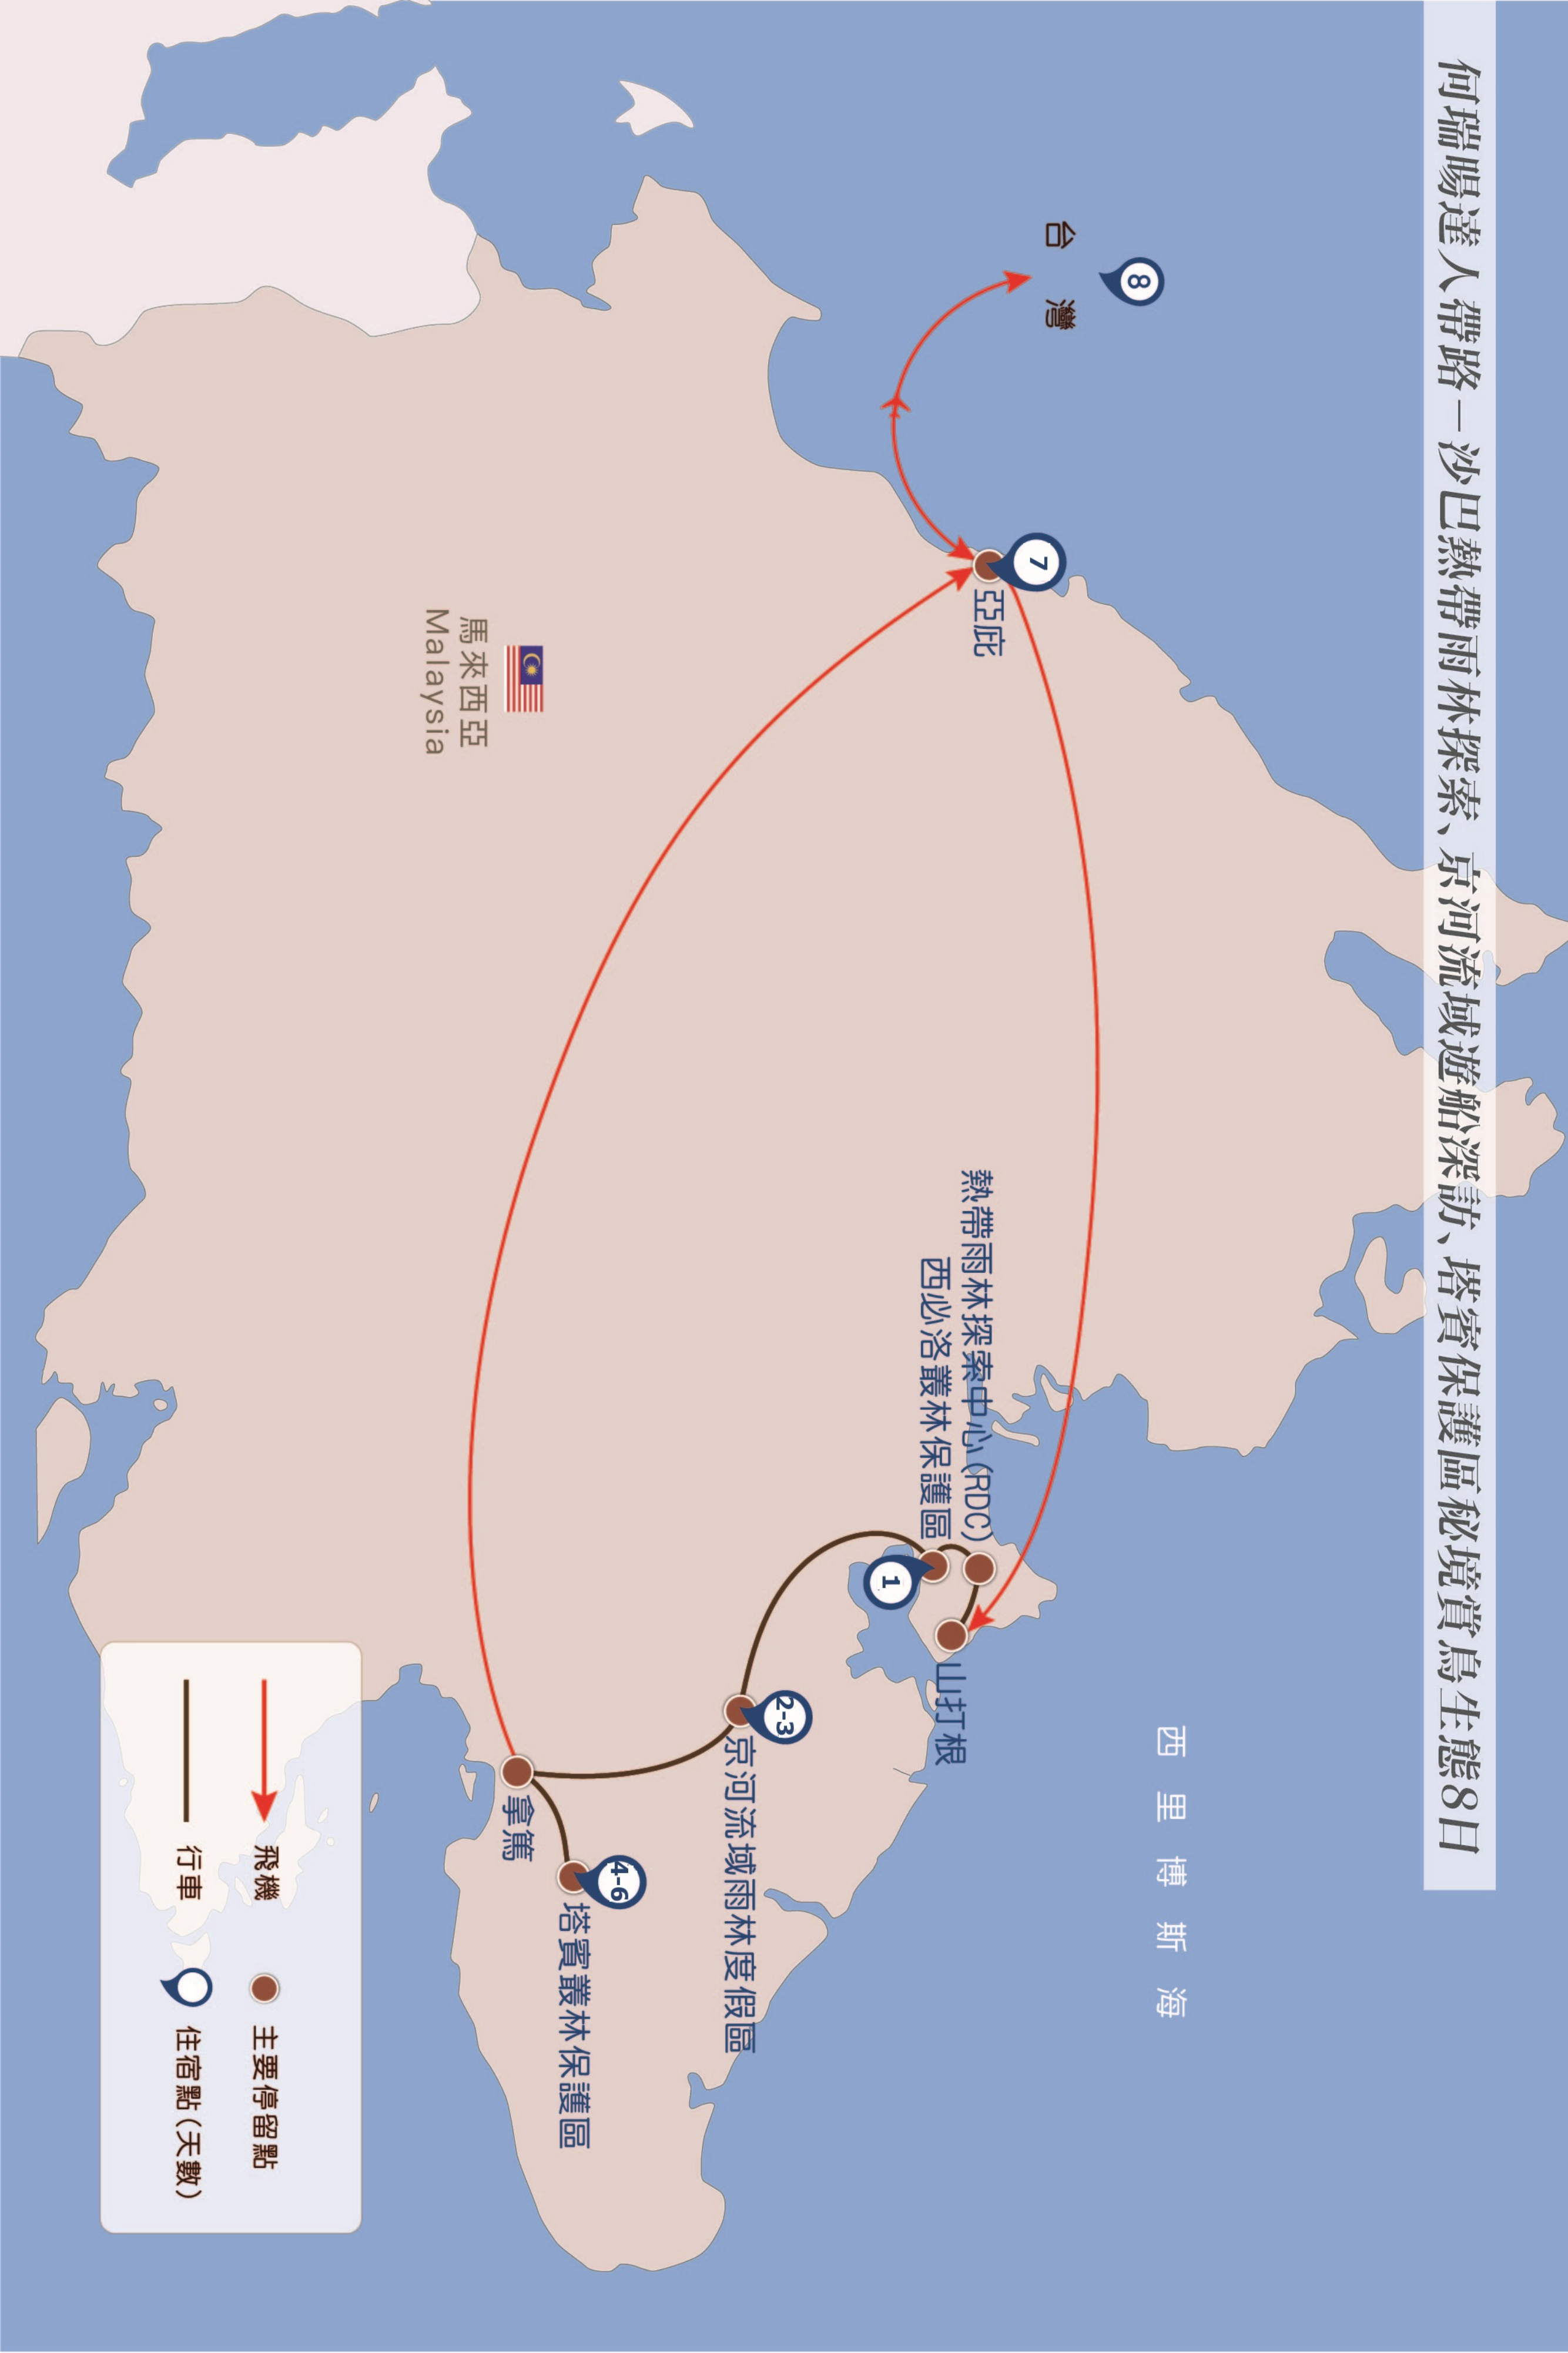 何瑞暘達人帶路－沙巴熱帶雨林探索、京河流域遊船深訪、塔賓保護區秘境賞鳥生態8日
8
台 灣
7
亞庇
西里博斯海
熱帶雨林探索中心(RDC)
西必洛叢林保護區
1
山打根
2-3
京河流域雨林度假區
4-6
塔賓叢林保護區
拿篤
馬來西亞
Malaysia
飛機
主要停留點
行車
住宿點(天數)